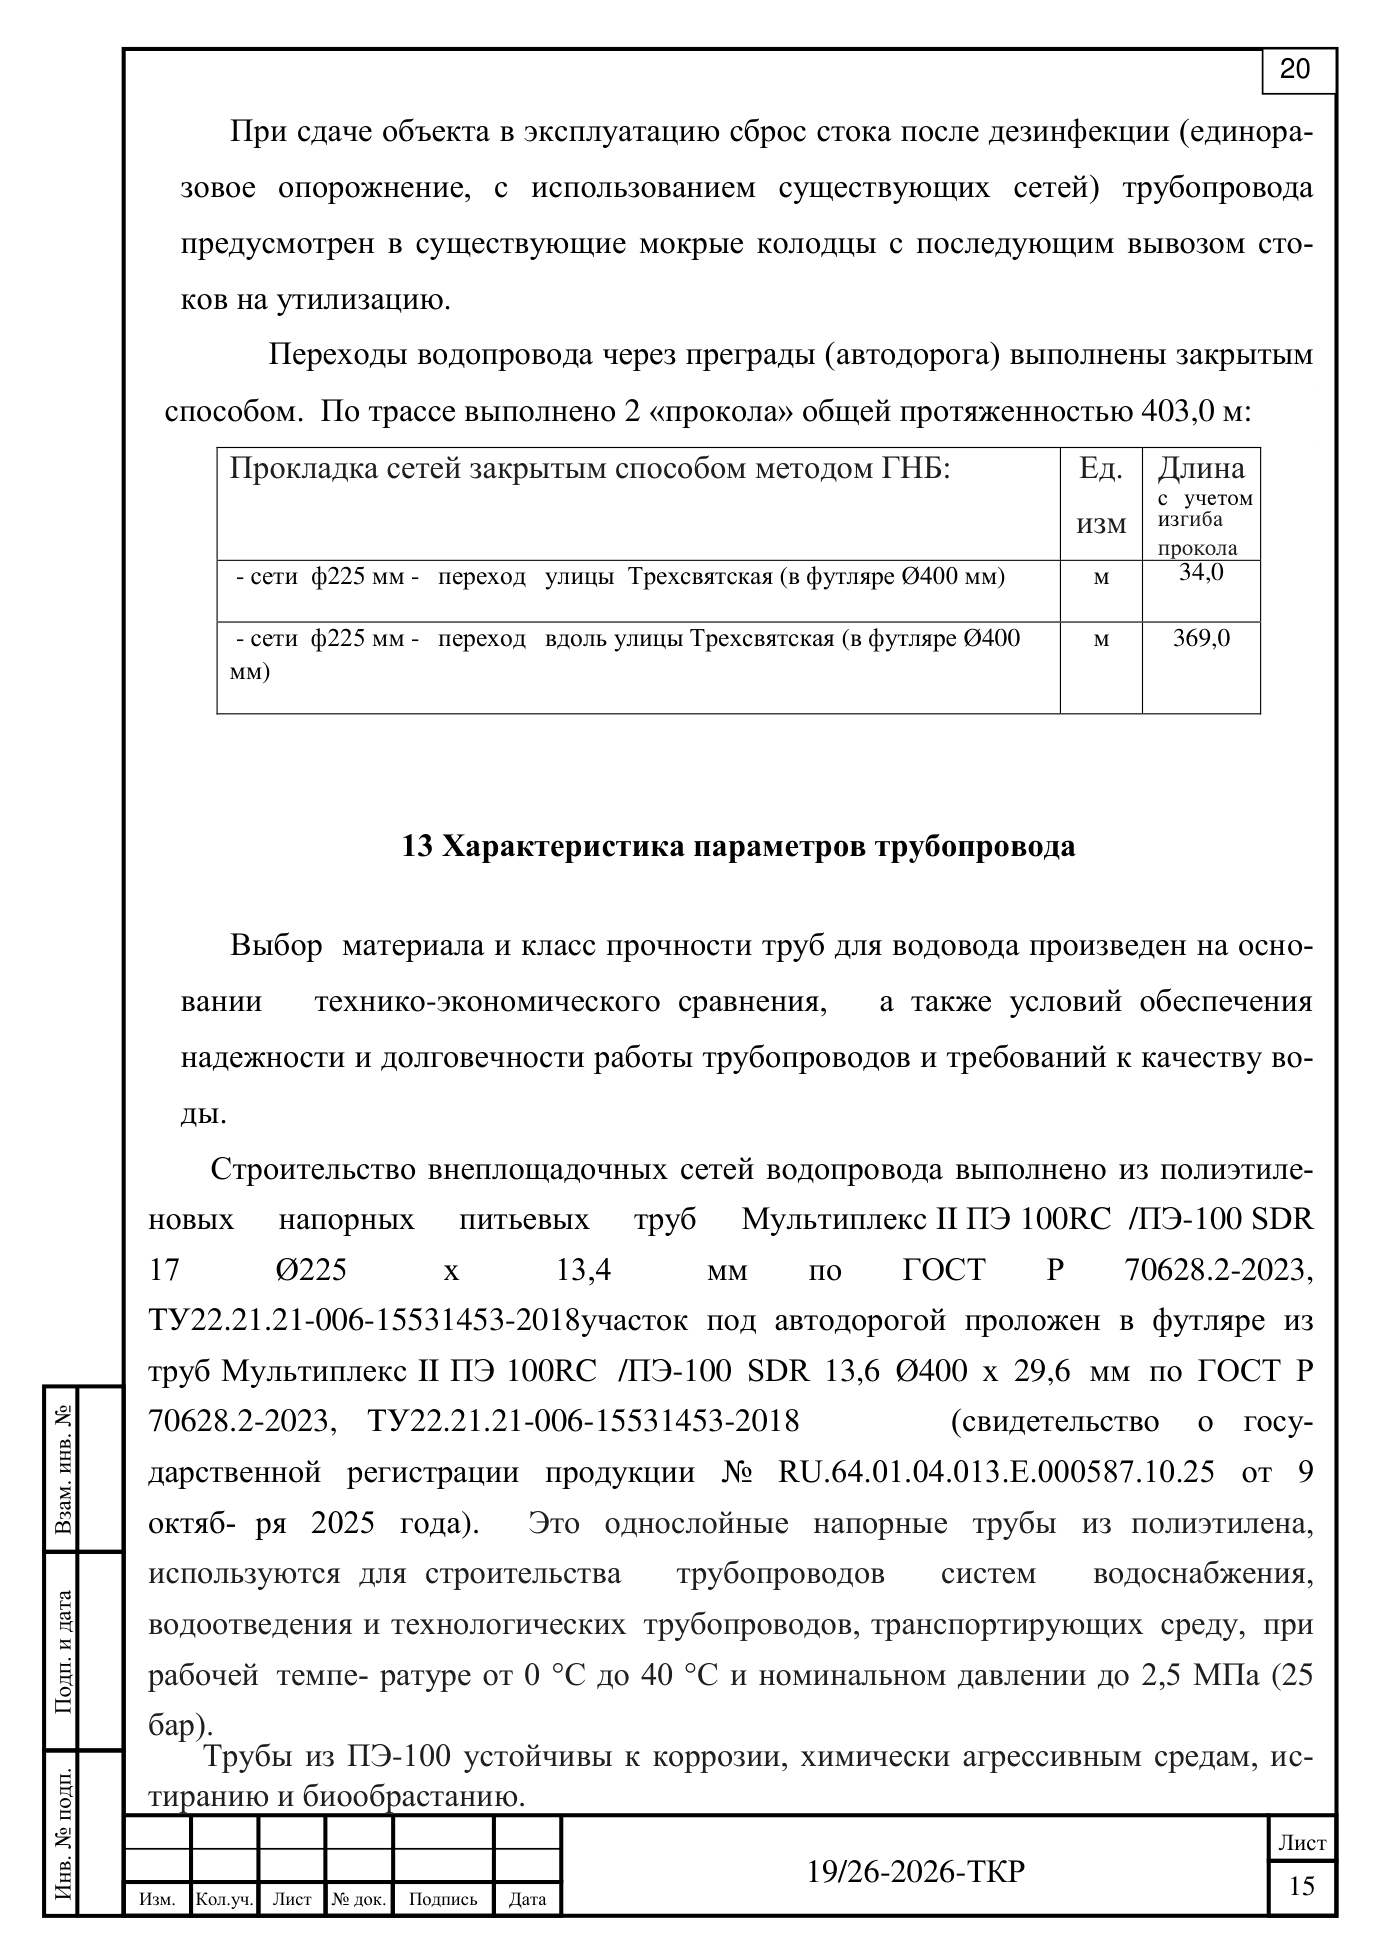 20
При сдаче объекта в эксплуатацию сброс стока после дезинфекции (единора-
зовое опорожнение, с использованием существующих сетей) трубопровода
предусмотрен в существующие мокрые колодцы с последующим вывозом сто-
ков на утилизацию.
Переходы водопровода через преграды (автодорога) выполнены закрытым
способом. По трассе выполнено 2 «прокола» общей протяженностью 403,0 м:
Прокладка сетей закрытым способом методом ГНБ:
Ед.
изм
Длина
с учетом
изгиба
прокола
- сети ф225 мм - переход улицы Трехсвятская (в футляре Ø400 мм)
м
34,0
- сети ф225 мм - переход вдоль улицы Трехсвятская (в футляре Ø400
мм)
м
369,0
13 Характеристика параметров трубопровода
Выбор материала и класс прочности труб для водовода произведен на осно-
вании технико-экономического сравнения, а также условий обеспечения
надежности и долговечности работы трубопроводов и требований к качеству во-
ды.
Строительство внеплощадочных сетей водопровода выполнено из полиэтиле-
новых напорных питьевых труб Мультиплекс II ПЭ 100RC /ПЭ-100 SDR
17 Ø225 х 13,4 мм по ГОСТ Р 70628.2-2023,
ТУ22.21.21-006-15531453-2018участок под автодорогой проложен в футляре из
труб Мультиплекс II ПЭ 100RC /ПЭ-100 SDR 13,6 Ø400 х 29,6 мм по ГОСТ Р
70628.2-2023, ТУ22.21.21-006-15531453-2018 (свидетельство о госу-
дарственной регистрации продукции № RU.64.01.04.013.Е.000587.10.25 от 9
октяб- ря 2025 года). Это однослойные напорные трубы из полиэтилена,
используются для строительства трубопроводов систем водоснабжения,
водоотведения и технологических трубопроводов, транспортирующих среду, при
рабочей темпе- ратуре от 0 °С до 40 °С и номинальном давлении до 2,5 МПа (25
бар).
Трубы из ПЭ-100 устойчивы к коррозии, химически агрессивным средам, ис-
тиранию и биообрастанию.
Взам. инв. №
Подп. и дата
Инв. № подп.
Изм.
Кол.уч.
Лист
№ док.
Подпись
Дата
19/26-2026-ТКР
Лист
15